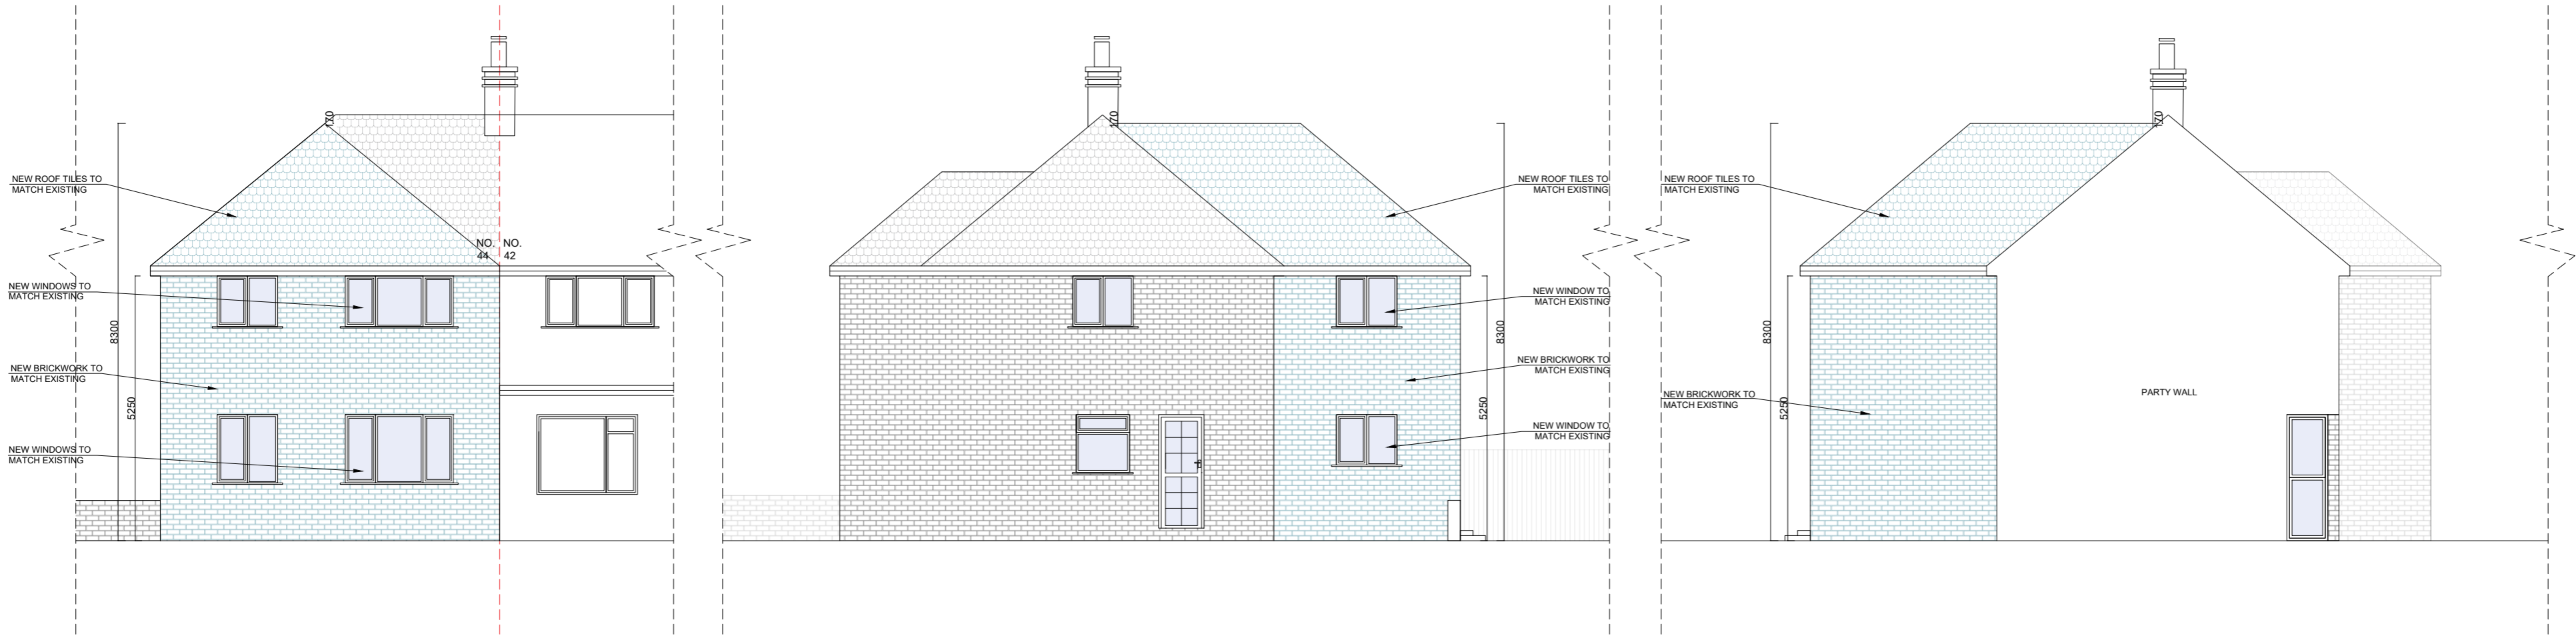 170
NEW ROOF TILES TO
MATCH EXISTING
NO. NO.
44 42
NEW WINDOWS TO
MATCH EXISTING
8300
NEW BRICKWORK TO
MATCH EXISTING
5250
NEW WINDOWS TO
MATCH EXISTING
170
NEW ROOF TILES TO
MATCH EXISTING
NEW WINDOW TO
MATCH EXISTING
8300
NEW BRICKWORK TO
MATCH EXISTING
5250
NEW WINDOW TO
MATCH EXISTING
170
NEW ROOF TILES TO
MATCH EXISTING
8300
NEW BRICKWORK TO
MATCH EXISTING
5250
PARTY WALL